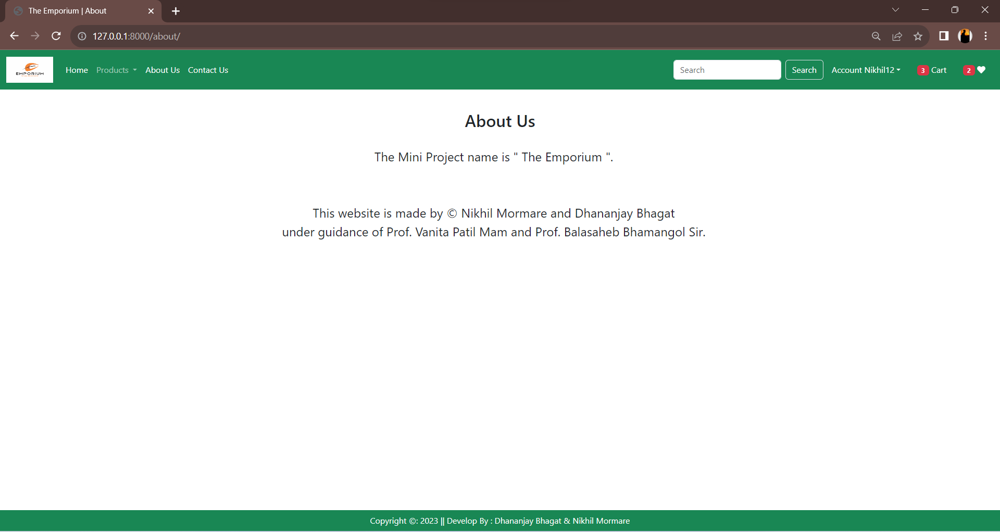 The Emporium | About
127.0.0.1:8000/about/
EMPORIUM
Home Products About Us Contact Us Search Search Account Nikhil12 3 Cart 2
About Us
The Mini Project name is " The Emporium ".
This website is made by © Nikhil Mormare and Dhananjay Bhagat
under guidance of Prof. Vanita Patil Mam and Prof. Balasaheb Bhamangol Sir.
Copyright ©: 2023 || Develop By : Dhananjay Bhagat & Nikhil Mormare